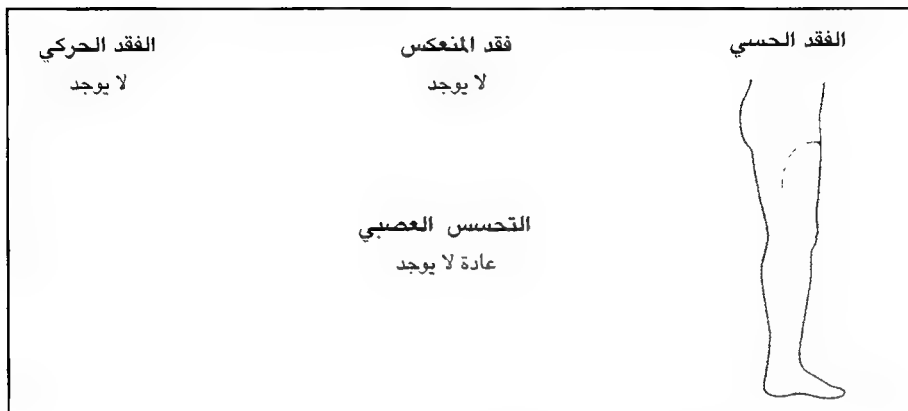 الفقد الحسي
فقد المنعكس
لا يوجد
الفقد الحركي
لا يوجد
التحسس العصبي
عادة لا يوجد